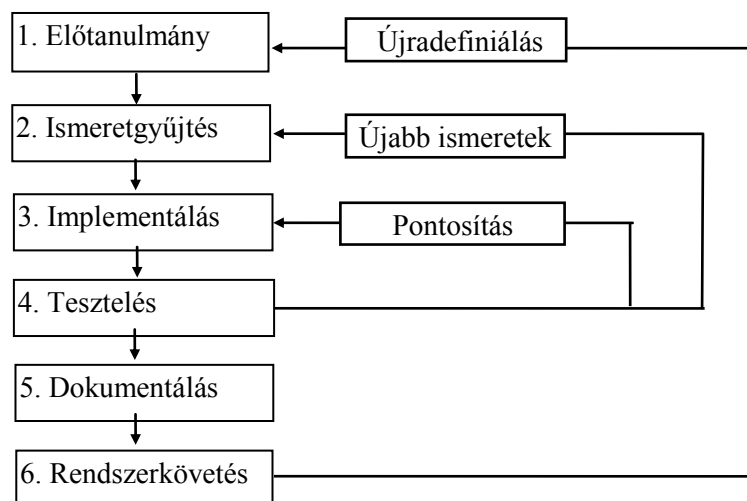 1. Előtanulmány
Újradefiniálás
2. Ismeretgyűjtés
Újabb ismeretek
3. Implementálás
Pontosítás
4. Tesztelés
5. Dokumentálás
6. Rendszerkövetés